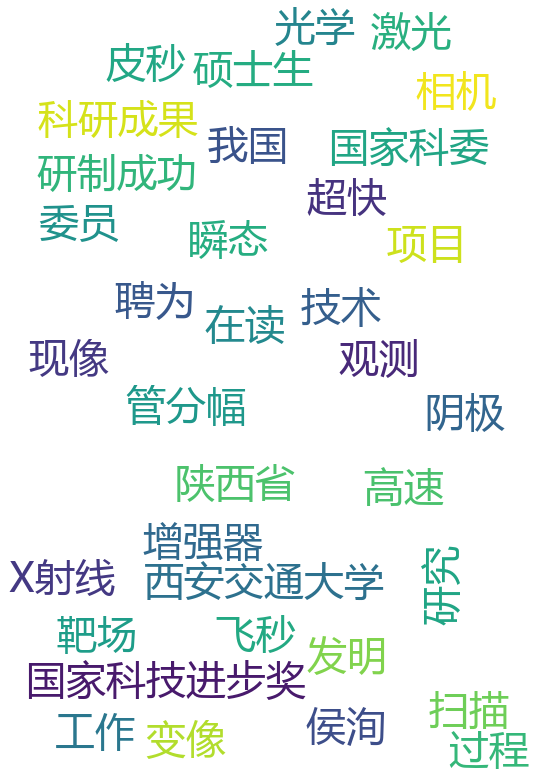 光学
激光
皮秒
硕士生
相机
科研成果
我国
国家科委
研制成功
超快
委员
瞬态
项目
聘为
在读
技术
现像
观测
管分幅
阴极
陕西省
高速
增强器
X射线
西安交通大学
研究
靶场
飞秒
发明
国家科技进步奖
工作
变像
侯洵
扫描
过程